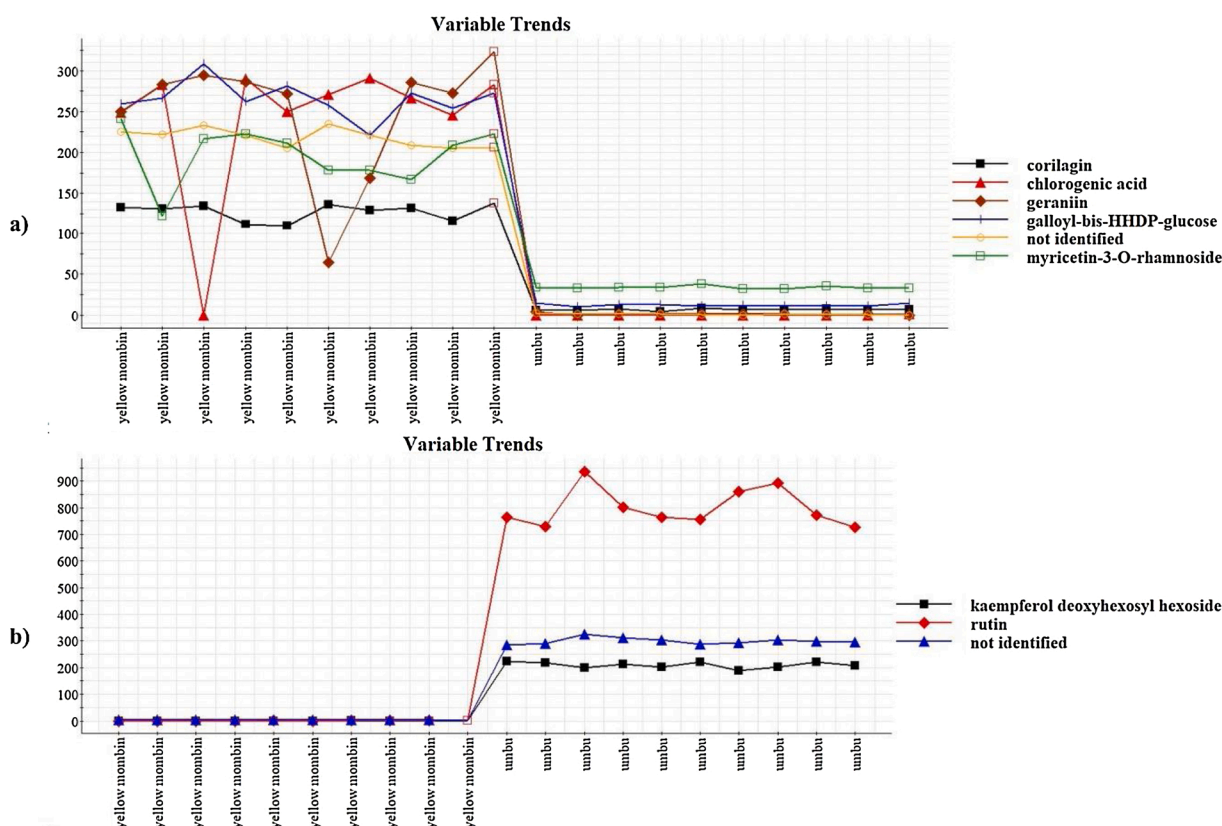 Variable Trends
300
250
200
150
100
50
0
a)
corilagin
chlorogenic acid
geraniin
galloyl-bis-HHDP-glucose
not identified
myricetin-3-O-rhamnoside
yellow mombin
yellow mombin
yellow mombin
yellow mombin
yellow mombin
yellow mombin
yellow mombin
yellow mombin
yellow mombin
yellow mombin
umbu
umbu
umbu
umbu
umbu
umbu
umbu
umbu
umbu
umbu
Variable Trends
900
800
700
600
500
400
300
200
100
0
b)
kaempferol deoxyhexosyl hexoside
rutin
not identified
yellow mombin
yellow mombin
yellow mombin
yellow mombin
yellow mombin
yellow mombin
yellow mombin
yellow mombin
yellow mombin
yellow mombin
umbu
umbu
umbu
umbu
umbu
umbu
umbu
umbu
umbu
umbu